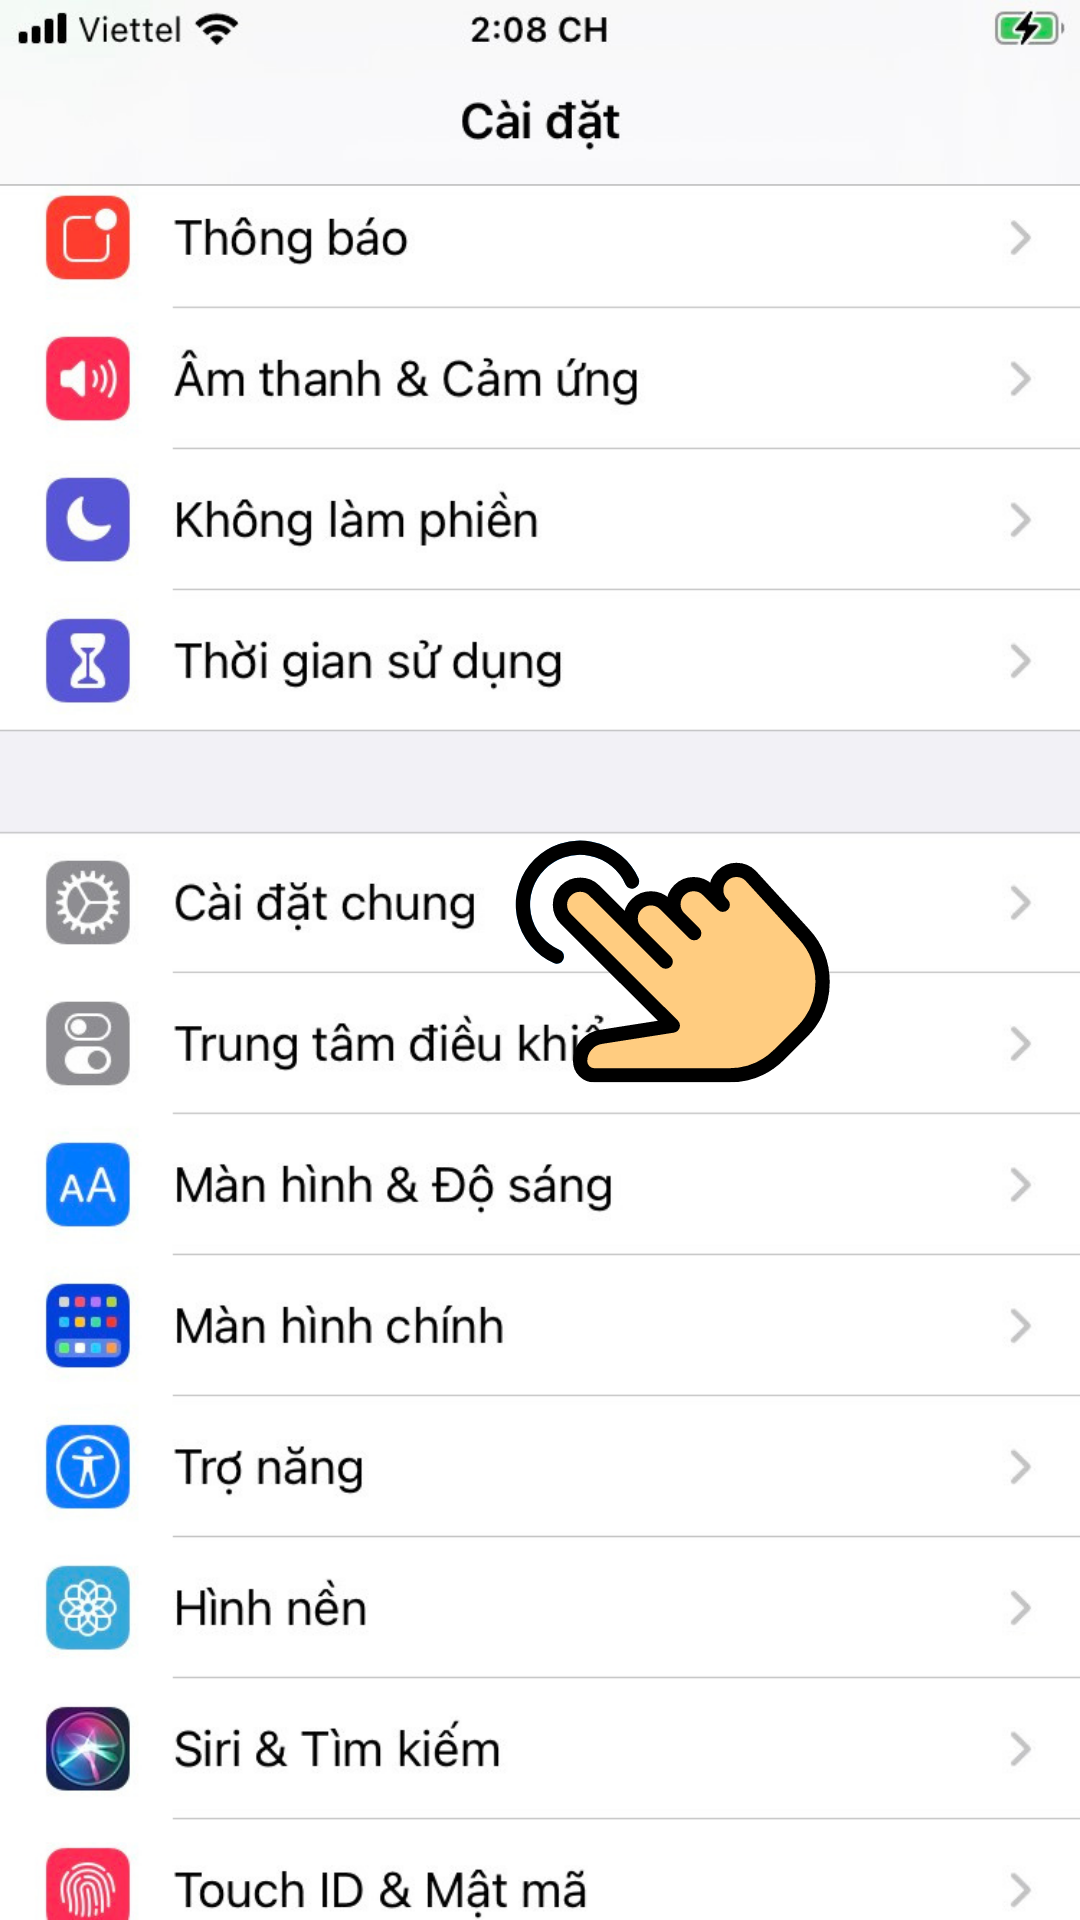 Viettel 2:08 CH
Cài đặt
Thông báo
Âm thanh & Cảm ứng
Không làm phiền
Thời gian sử dụng
Cài đặt chung
Trung tâm điều
AA
Màn hình & Độ sáng
Màn hình chính
Trợ năng
Hình nền
Siri & Tìm kiếm
Touch ID & Mật mã